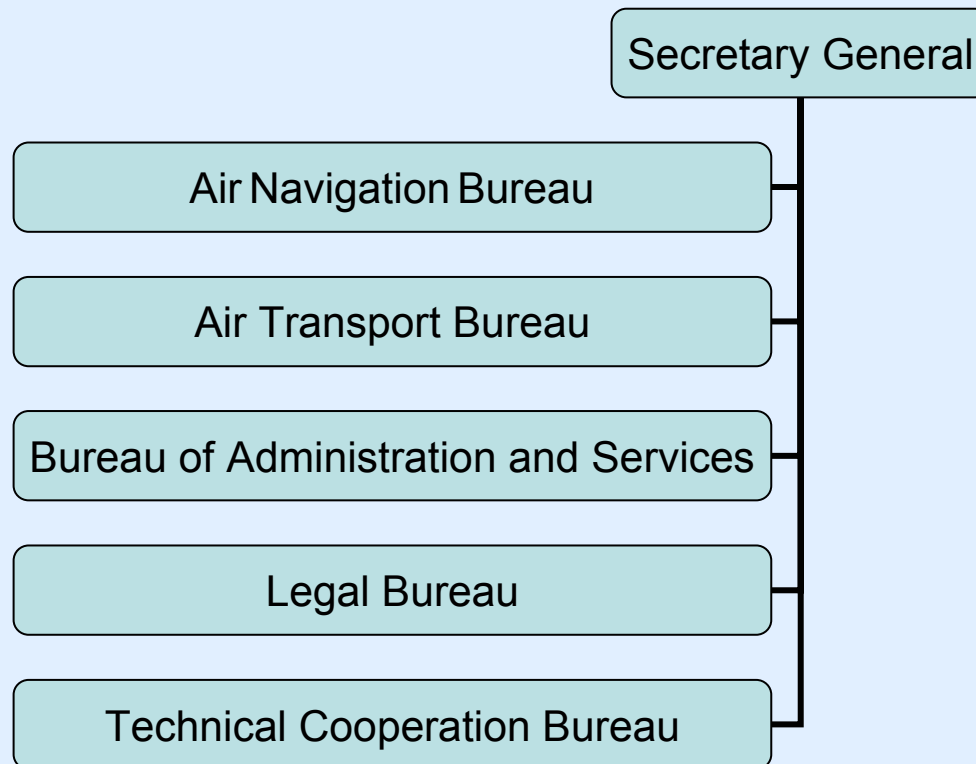 Secretary General
Air Navigation Bureau
Air Transport Bureau
Bureau of Administration and Services
Legal Bureau
Technical Cooperation Bureau